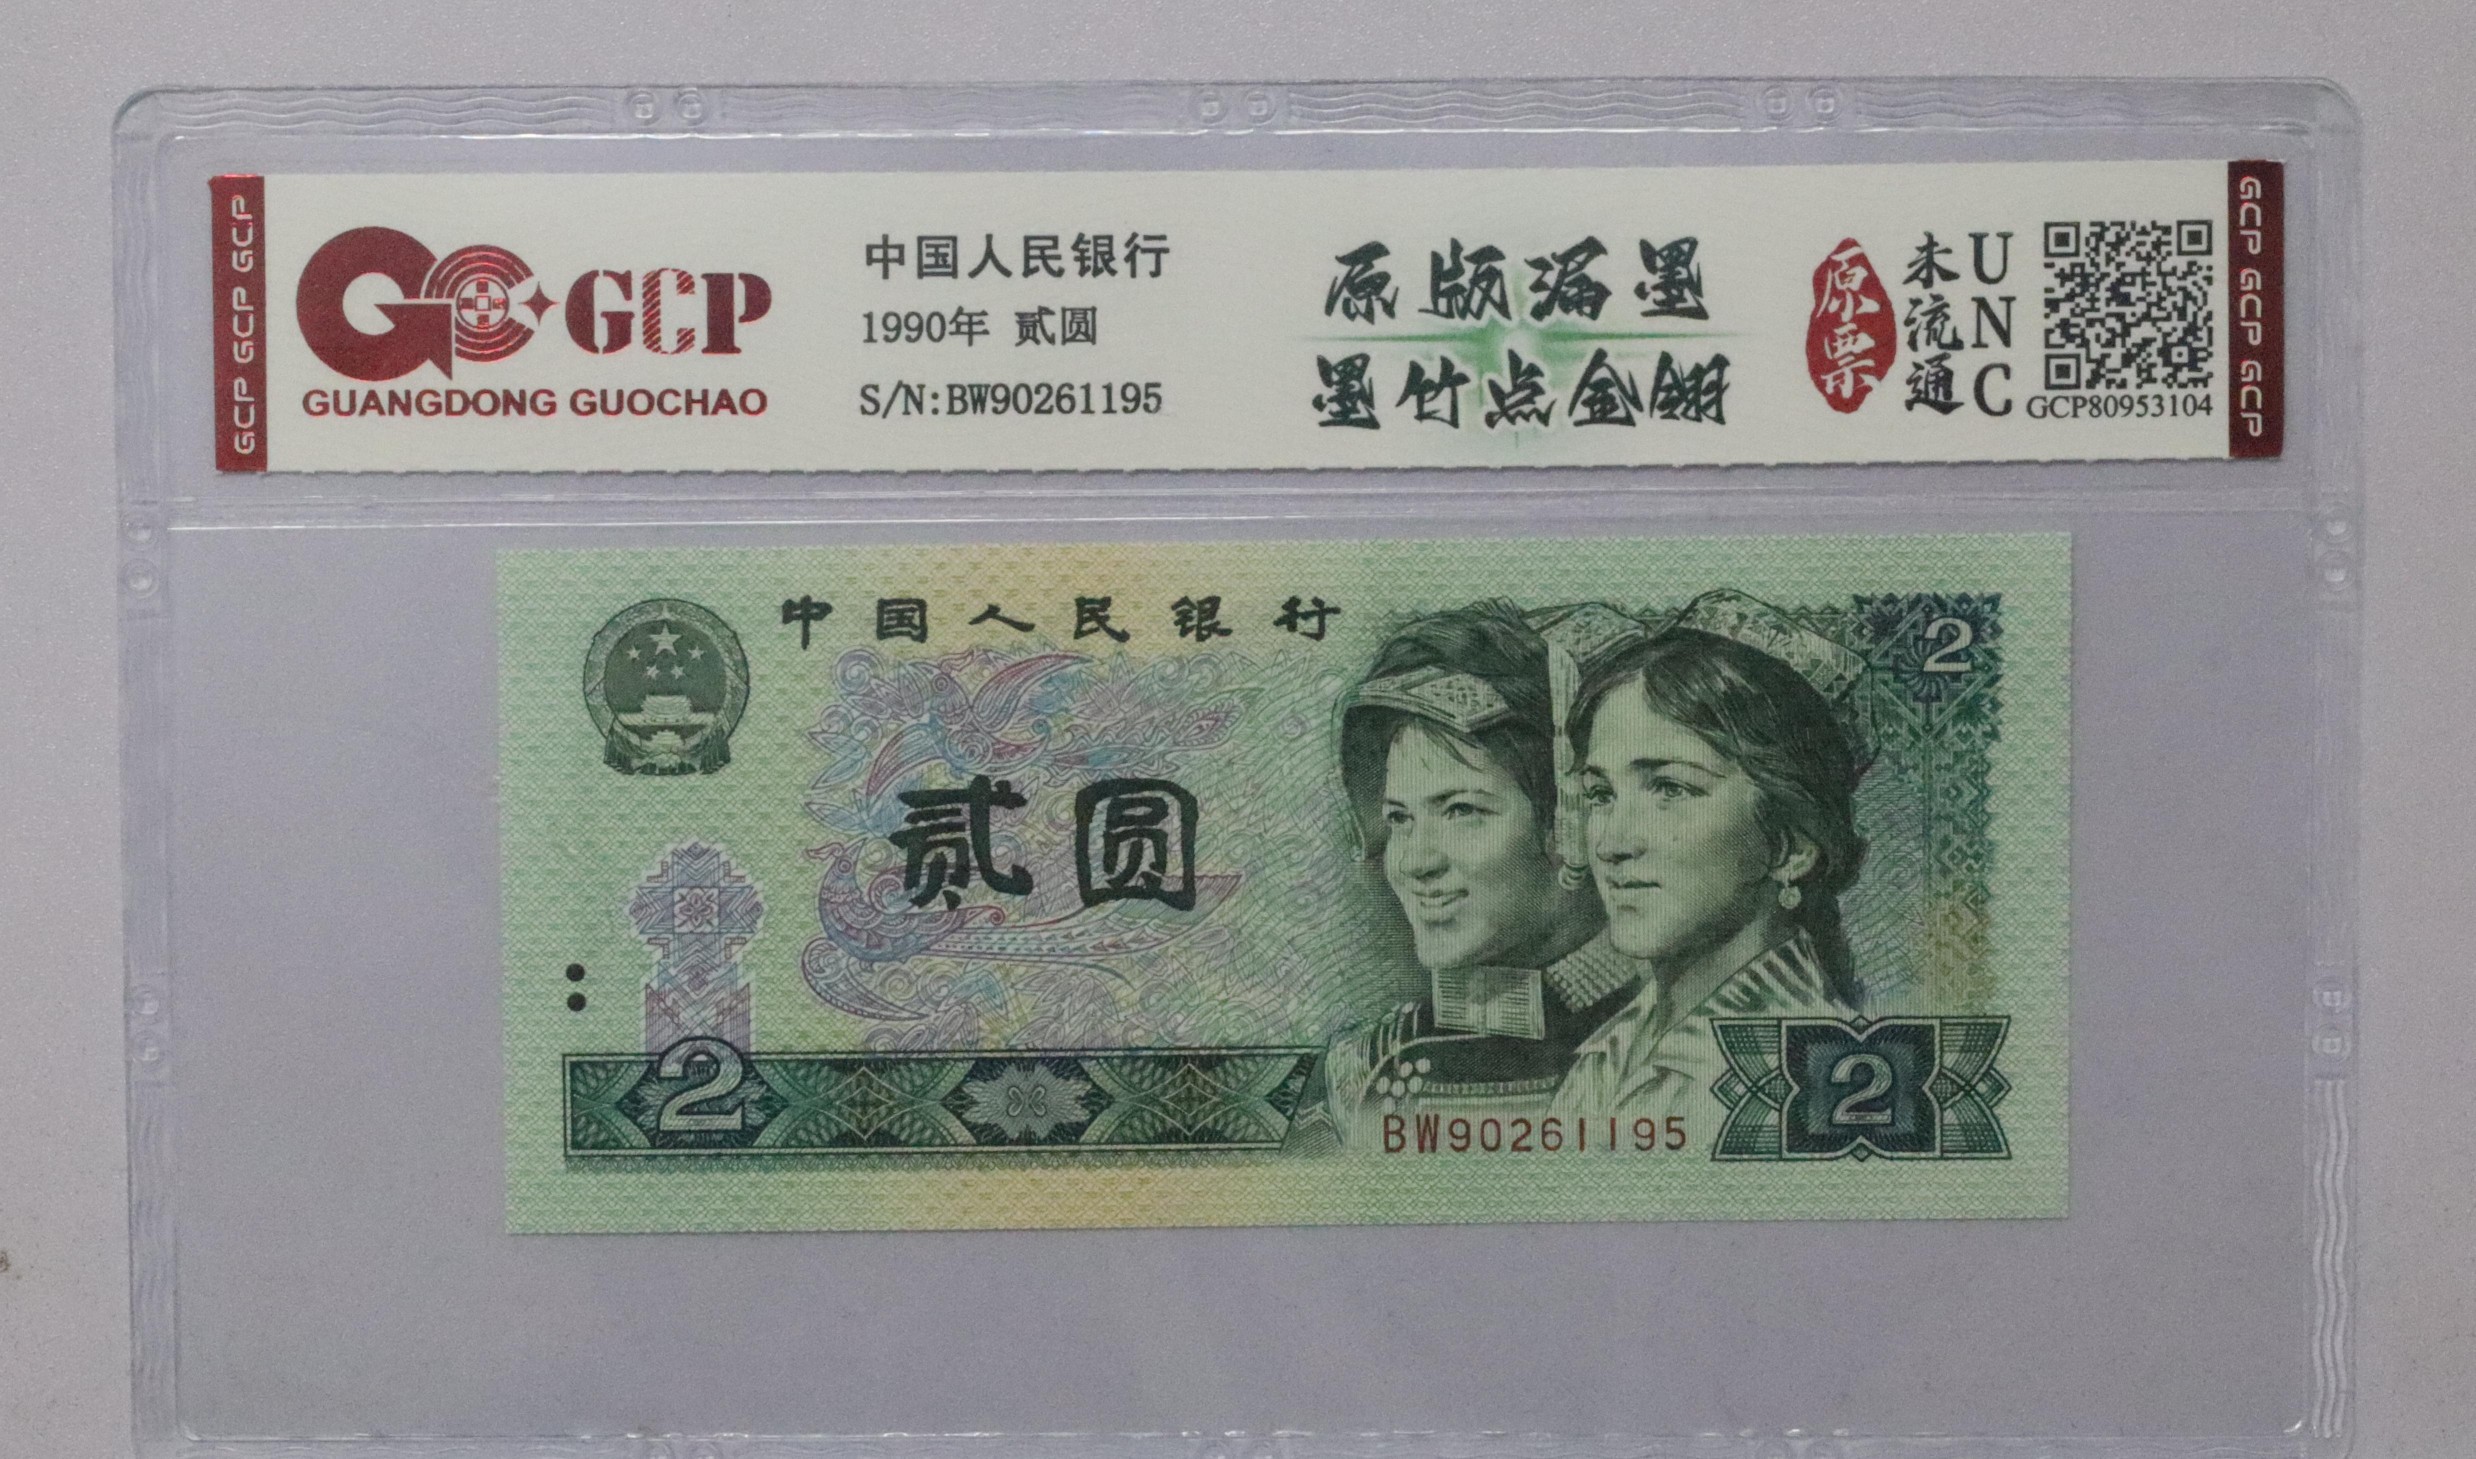 GCP GCP GCP
GCP
GUANGDONG GUOCHAO
中国人民银行
1990年 贰圆
S/N:BW90261195
原版漏墨
墨竹点金翎
原票
未流通
UNC
GCP80953104
GCP GCP GCP
中国人民银行
2
贰圆
2
BW90261195
2